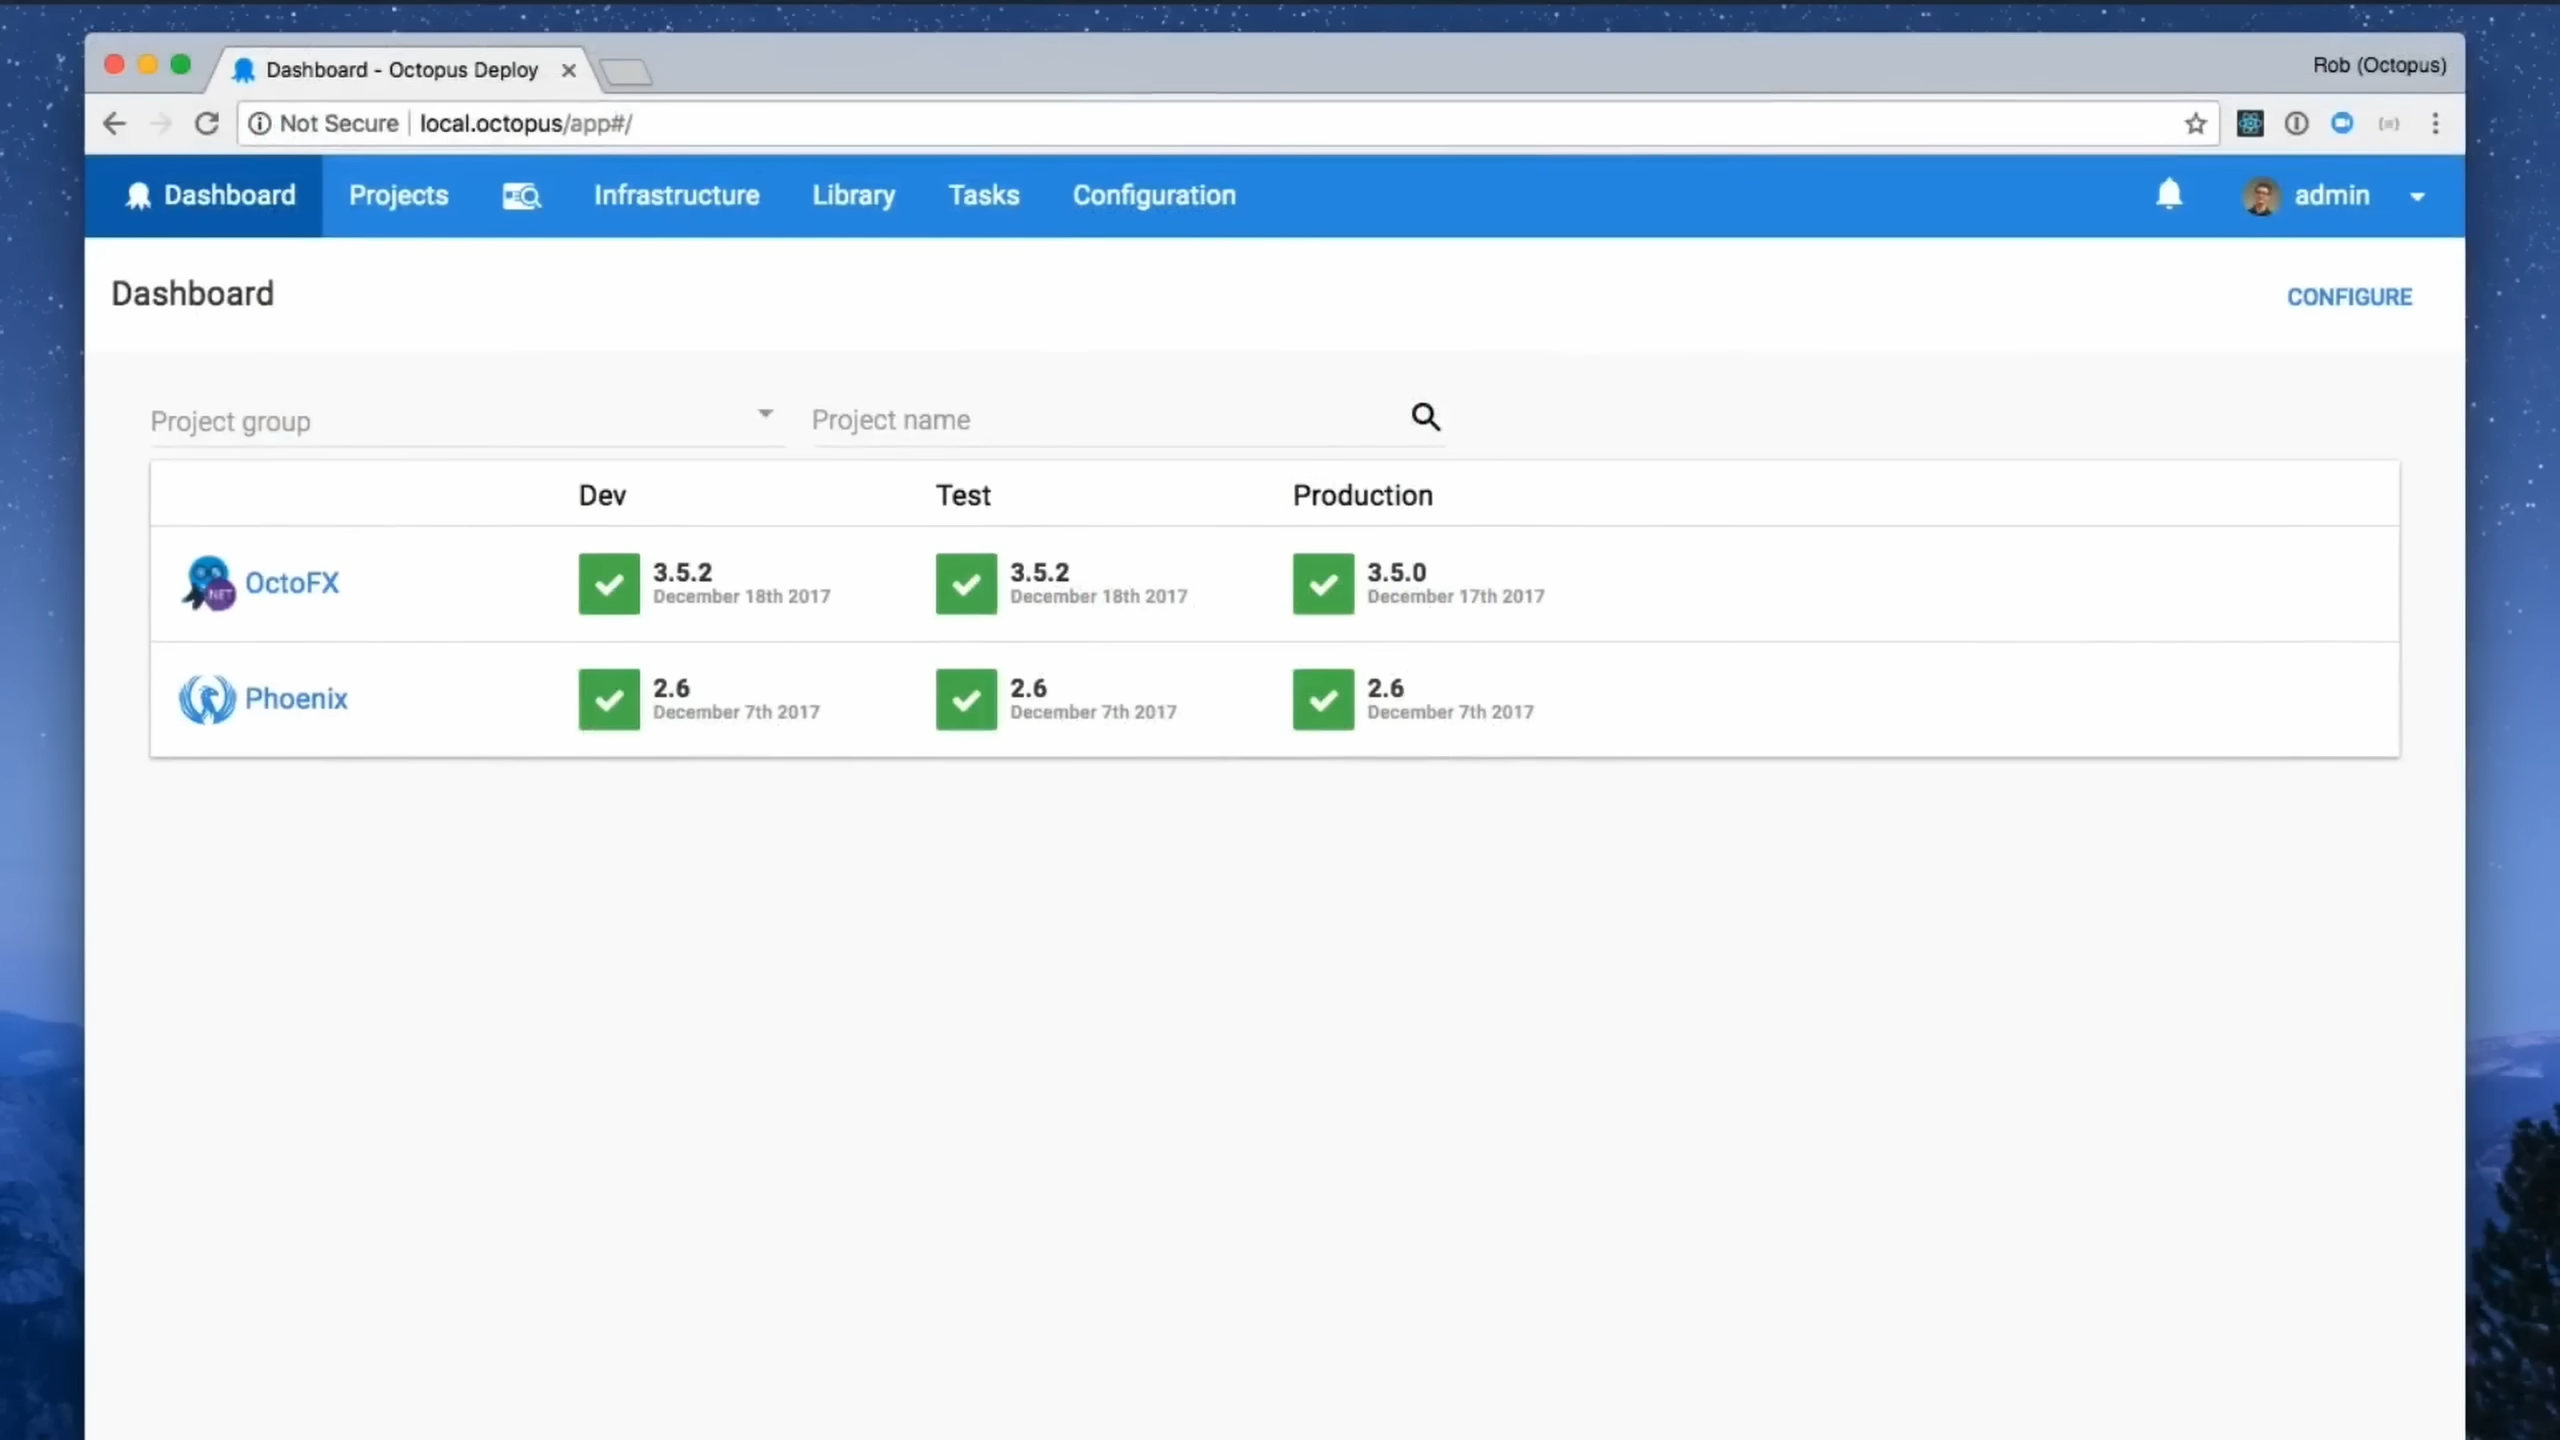 Dashboard - Octopus Deploy
Rob (Octopus)
Not Secure local.octopus/app#/
Dashboard Projects Infrastructure Library Tasks Configuration admin
Dashboard
CONFIGURE
Project group Project name
Dev Test Production
OctoFX
.NET
3.5.2
December 18th 2017
3.5.2
December 18th 2017
3.5.0
December 17th 2017
Phoenix
2.6
December 7th 2017
2.6
December 7th 2017
2.6
December 7th 2017